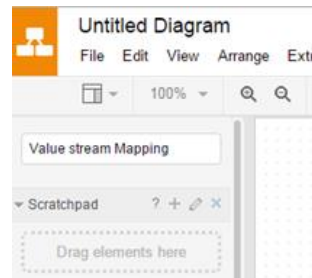 Untitled Diagram
File Edit View Arrange Extr
100%
Value stream Mapping
Scratchpad ? +
Drag elements here